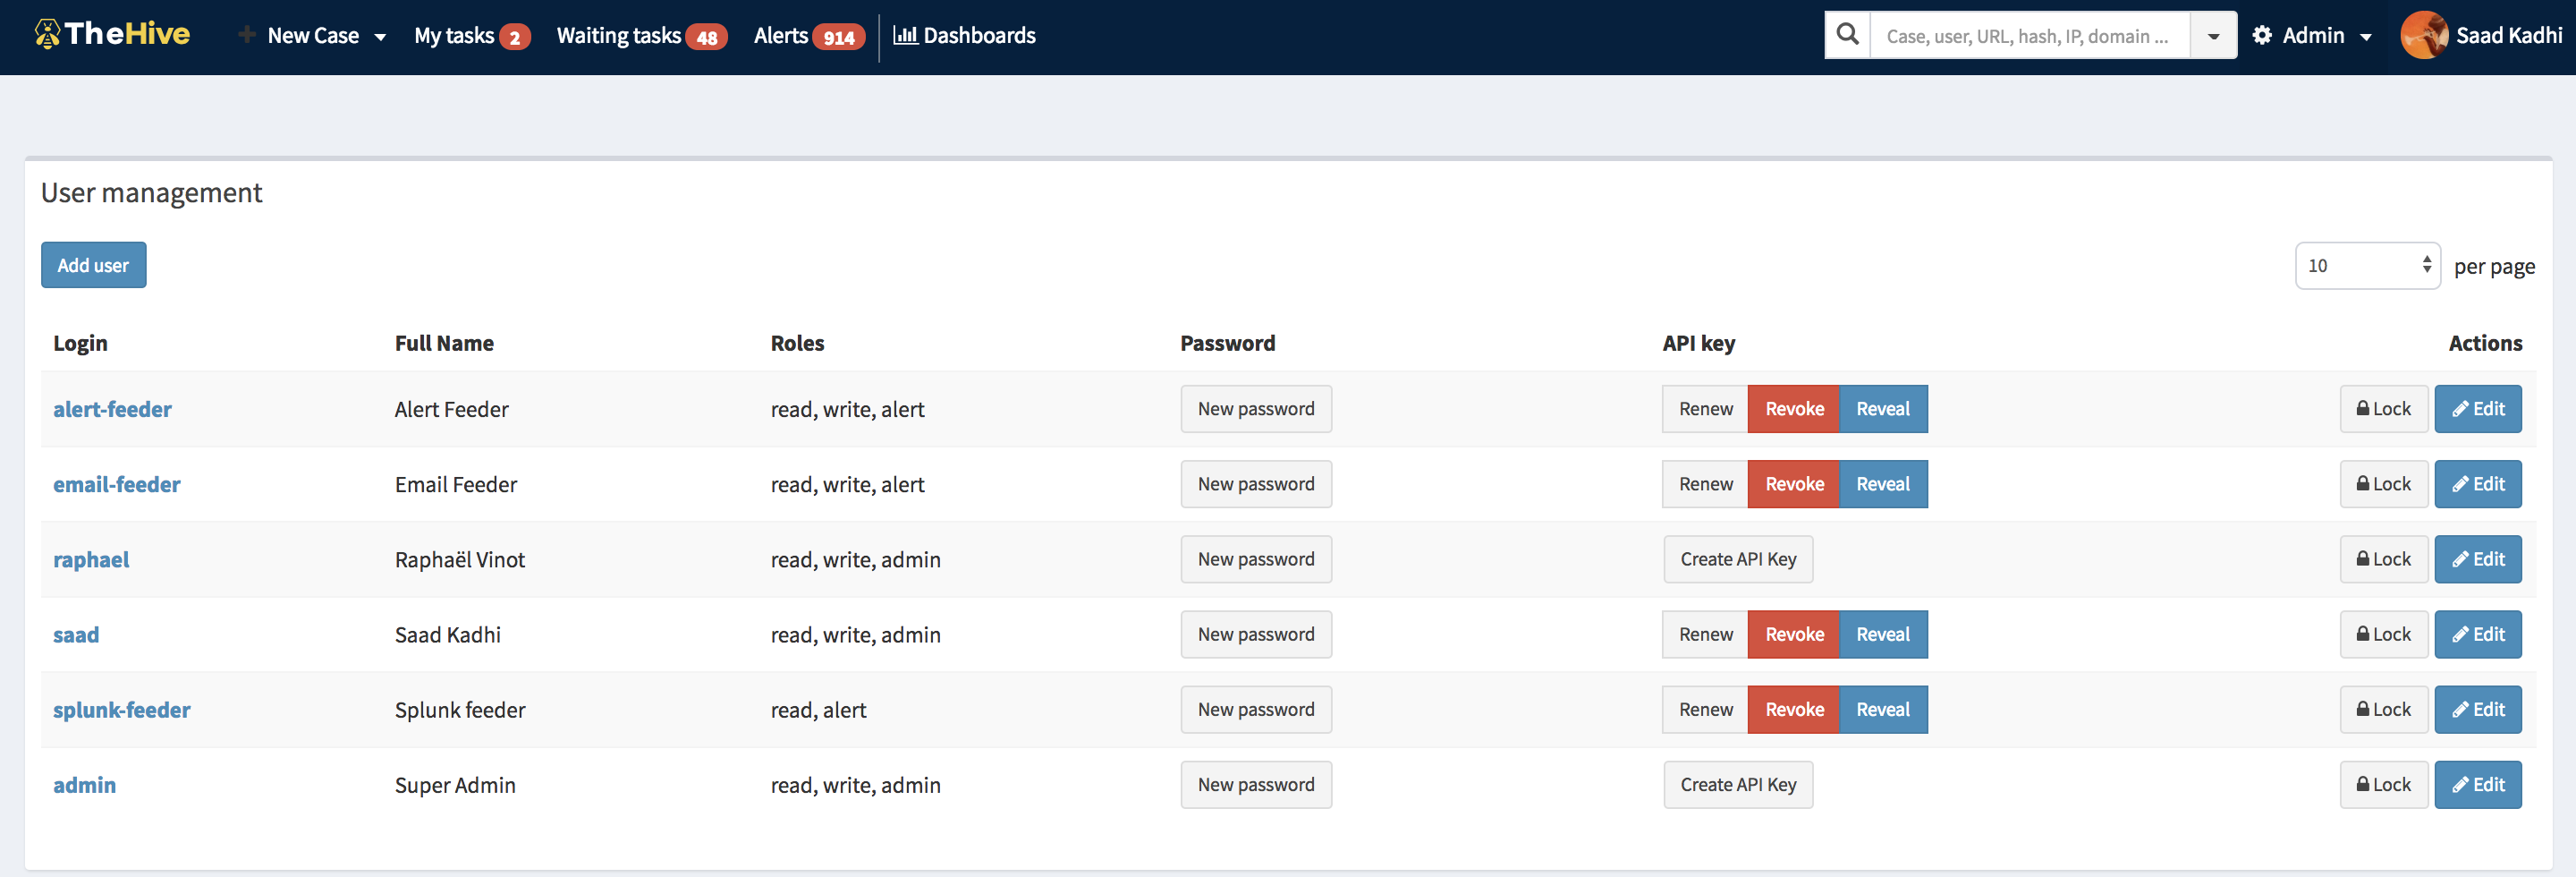 TheHive New Case My tasks 2 Waiting tasks 48 Alerts 914 Dashboards Case, user, URL, hash, IP, domain ... Admin Saad Kadhi
User management
Add user 10 per page
Login Full Name Roles Password API key Actions
alert-feeder Alert Feeder read, write, alert New password Renew Revoke Reveal Lock Edit
email-feeder Email Feeder read, write, alert New password Renew Revoke Reveal Lock Edit
raphael Raphaël Vinot read, write, admin New password Create API Key Lock Edit
saad Saad Kadhi read, write, admin New password Renew Revoke Reveal Lock Edit
splunk-feeder Splunk feeder read, alert New password Renew Revoke Reveal Lock Edit
admin Super Admin read, write, admin New password Create API Key Lock Edit